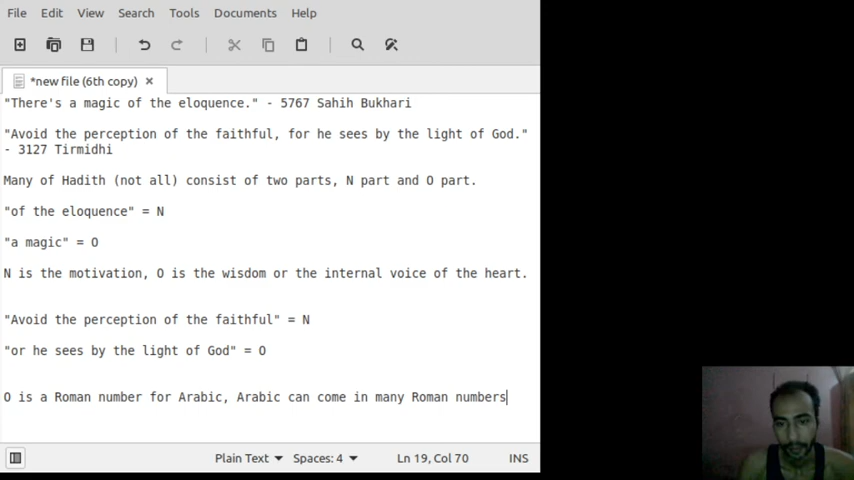 File Edit View Search Tools Documents Help
*new file (6th copy) ×
"There's a magic of the eloquence." - 5767 Sahih Bukhari
"Avoid the perception of the faithful, for he sees by the light of God."
- 3127 Tirmidhi
Many of Hadith (not all) consist of two parts, N part and O part.
"of the eloquence" = N
"a magic" = O
N is the motivation, O is the wisdom or the internal voice of the heart.
"Avoid the perception of the faithful" = N
"or he sees by the light of God" = O
O is a Roman number for Arabic, Arabic can come in many Roman numbers
Plain Text Spaces: 4 Ln 19, Col 70 INS